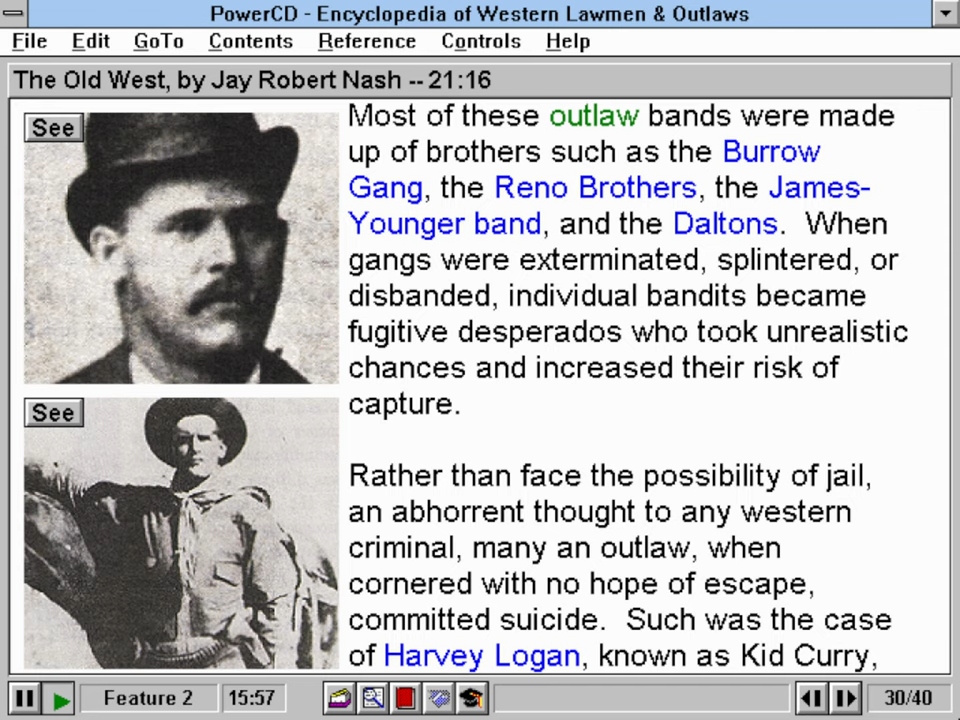 PowerCD - Encyclopedia of Western Lawmen & Outlaws
File Edit GoTo Contents Reference Controls Help
The Old West, by Jay Robert Nash -- 21:16
See
Most of these outlaw bands were made
up of brothers such as the Burrow
Gang, the Reno Brothers, the James-
Younger band, and the Daltons. When
gangs were exterminated, splintered, or
disbanded, individual bandits became
fugitive desperados who took unrealistic
chances and increased their risk of
capture.
See
Rather than face the possibility of jail,
an abhorrent thought to any western
criminal, many an outlaw, when
cornered with no hope of escape,
committed suicide. Such was the case
of Harvey Logan, known as Kid Curry,
Feature 2 15:57 30/40